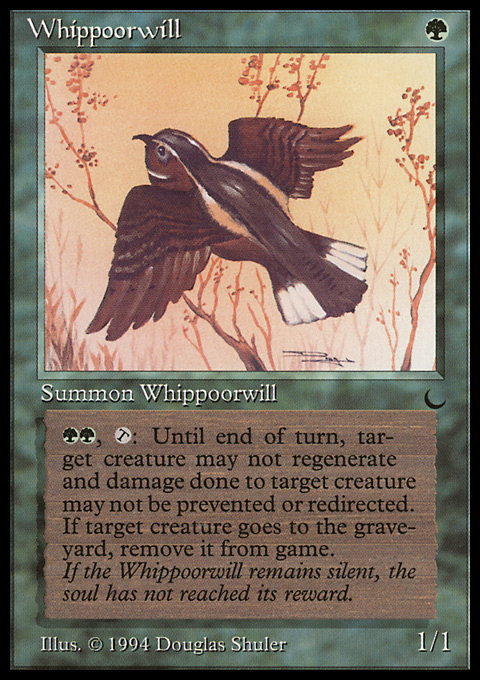 Whippoorwill
Summon Whippoorwill
, : Until end of turn, tar-
get creature may not regenerate
and damage done to target creature
may not be prevented or redirected.
If target creature goes to the grave-
yard, remove it from game.
If the Whippoorwill remains silent, the
soul has not reached its reward.
Illus. © 1994 Douglas Shuler
1/1